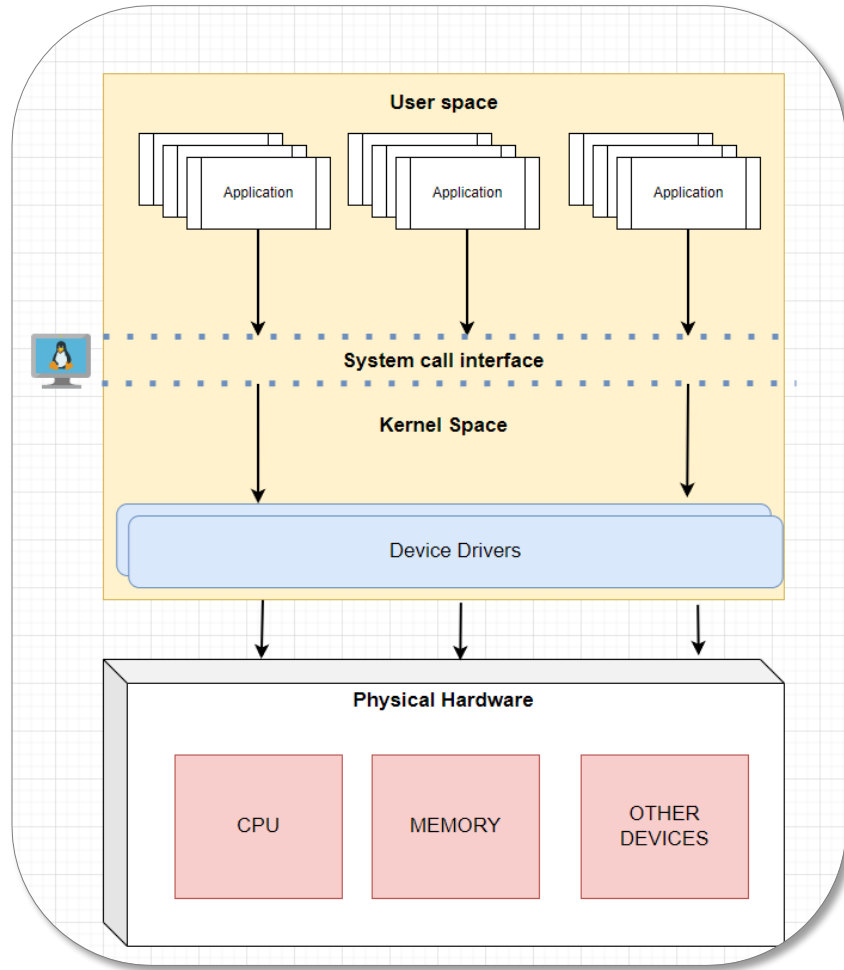 User space
Application
Application
Application
System call interface
Kernel Space
Device Drivers
Physical Hardware
CPU
MEMORY
OTHER
DEVICES